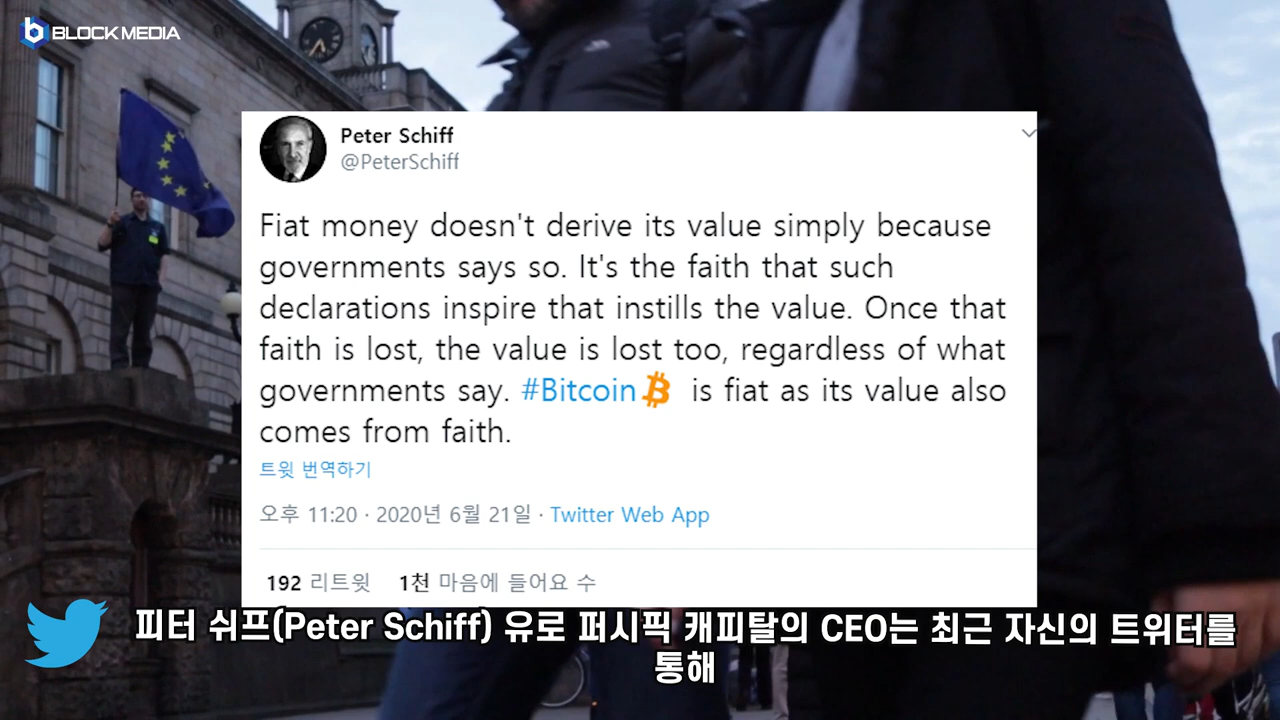 BLOCKMEDIA
Peter Schiff
@PeterSchiff
Fiat money doesn't derive its value simply because
governments says so. It's the faith that such
declarations inspire that instills the value. Once that
faith is lost, the value is lost too, regardless of what
governments say. #Bitcoin is fiat as its value also
comes from faith.
트윗 번역하기
오후 11:20 · 2020년 6월 21일 · Twitter Web App
192 리트윗 1천 마음에 들어요 수
피터 쉬프(Peter Schiff) 유로 퍼시픽 캐피탈의 CEO는 최근 자신의 트위터를
통해